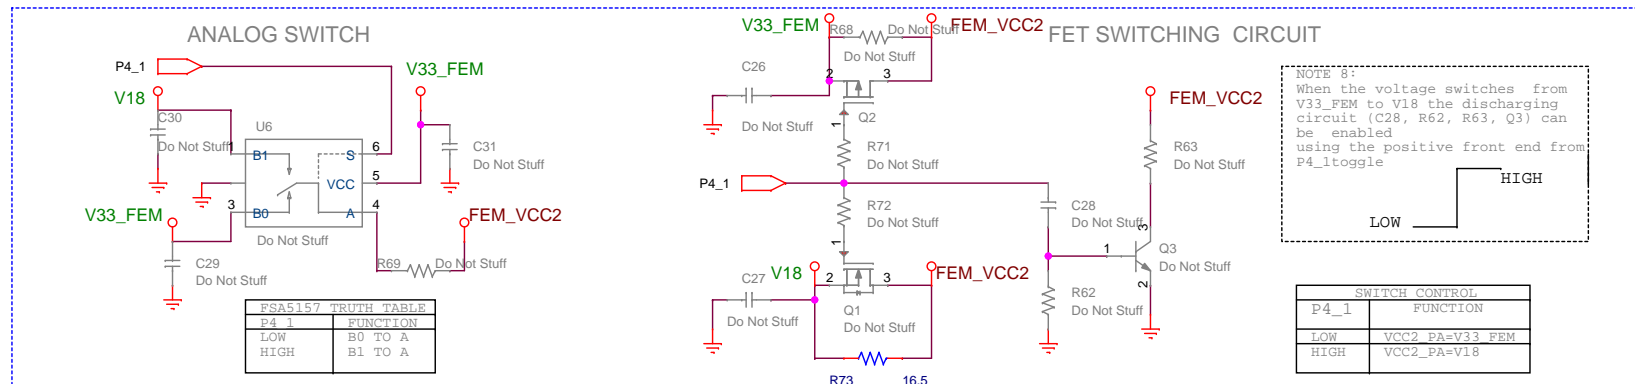 ANALOG SWITCH
P4_1
V33_FEM
V18
C30
Do Not Stuff
U6
1
B1
S
6
C31
Do Not Stuff
VCC
5
V33_FEM
3
B0
A
4
FEM_VCC2
Do Not Stuff
C29
Do Not Stuff
R69
Do Not Stuff
FSA5157 TRUTH TABLE
P4_1 FUNCTION
LOW B0 TO A
HIGH B1 TO A
V33_FEM
R68
Do Not Stuff
FEM_VCC2
FET SWITCHING CIRCUIT
Do Not Stuff
C26
2
3
Do Not Stuff
Do Not Stuff
1
Q2
R71
Do Not Stuff
P4_1
R72
Do Not Stuff
1
C28
Do Not Stuff
V18
FEM_VCC2
C27
2
3
Do Not Stuff
Q1
Do Not Stuff
R73
16.5
R62
Do Not Stuff
FEM_VCC2
R63
Do Not Stuff
3
1
Q3
Do Not Stuff
2
NOTE 8:
When the voltage switches from
V33_FEM to V18 the discharging
circuit (C28, R62, R63, Q3) can
be enabled
using the positive front end from
P4_1toggle
HIGH
LOW
SWITCH CONTROL
P4_1 FUNCTION
LOW VCC2_PA=V33_FEM
HIGH VCC2_PA=V18